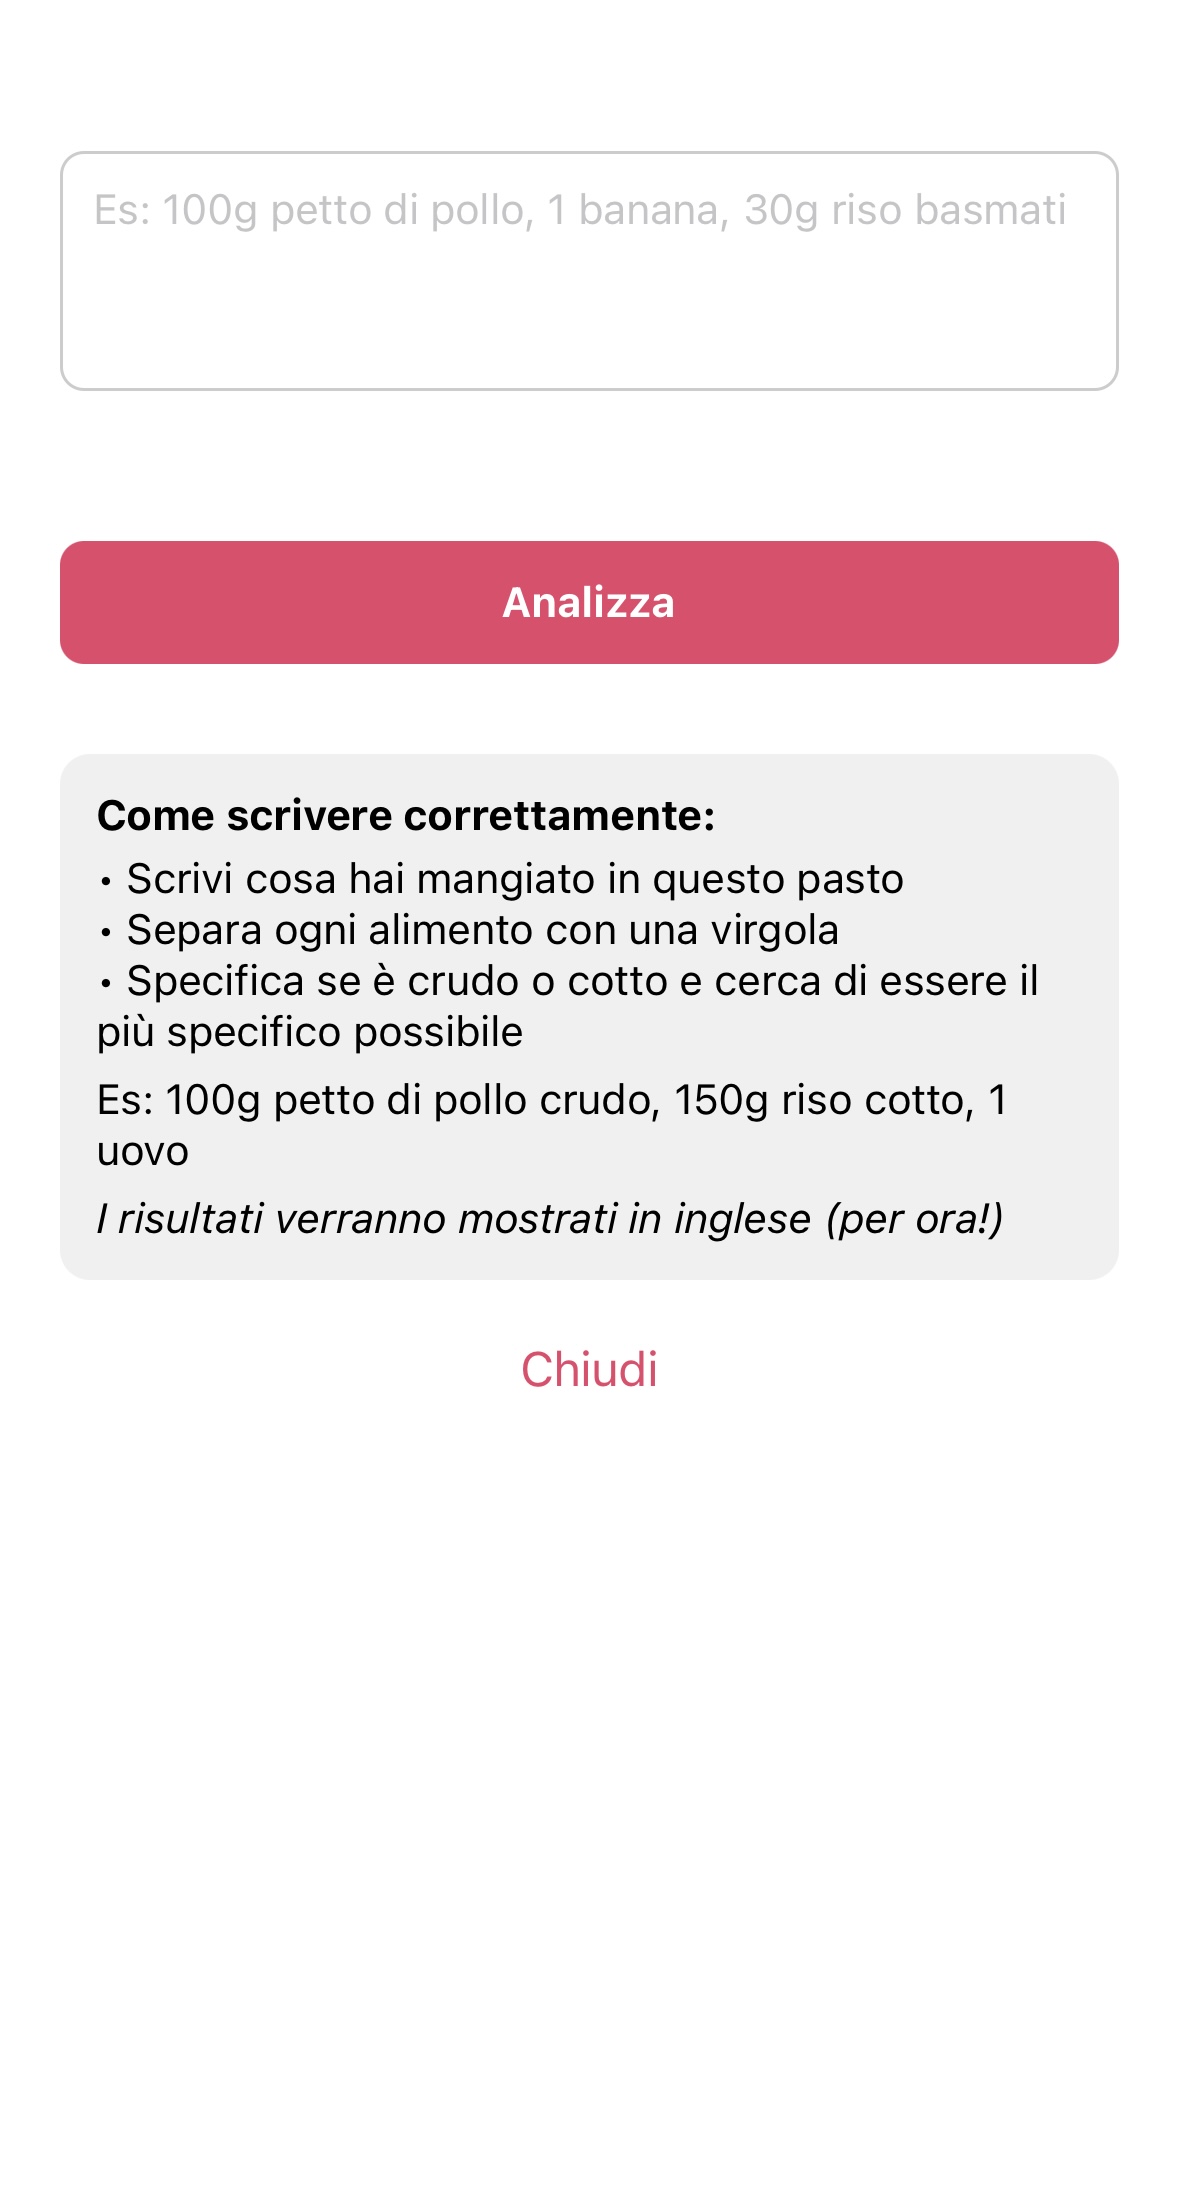 Es: 100g petto di pollo, 1 banana, 30g riso basmati
Analizza
Come scrivere correttamente:
• Scrivi cosa hai mangiato in questo pasto
• Separa ogni alimento con una virgola
• Specifica se è crudo o cotto e cerca di essere il
più specifico possibile
Es: 100g petto di pollo crudo, 150g riso cotto, 1
uovo
I risultati verranno mostrati in inglese (per ora!)
Chiudi